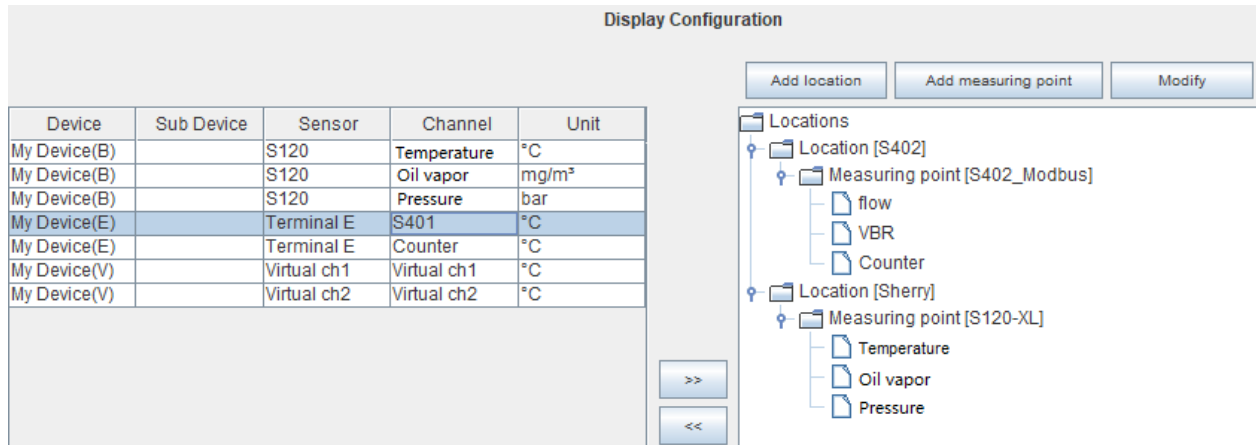 Display Configuration
Add location Add measuring point Modify
Device Sub Device Sensor Channel Unit
My Device(B) S120 Temperature °C
My Device(B) S120 Oil vapor mg/m³
My Device(B) S120 Pressure bar
My Device(E) Terminal E S401 °C
My Device(E) Terminal E Counter °C
My Device(V) Virtual ch1 Virtual ch1 °C
My Device(V) Virtual ch2 Virtual ch2 °C
>>
<<
Locations
Location [S402]
Measuring point [S402_Modbus]
flow
VBR
Counter
Location [Sherry]
Measuring point [S120-XL]
Temperature
Oil vapor
Pressure